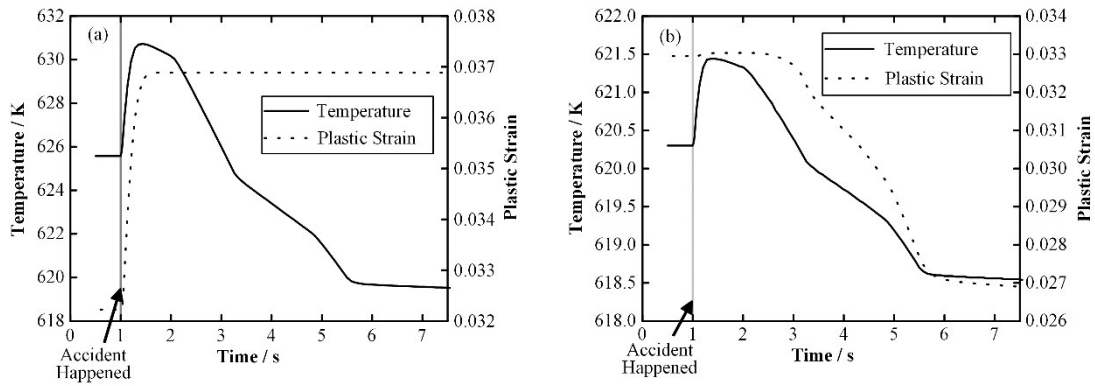 (a)
Temperature
Plastic Strain
Temperature / K
632
630
628
626
624
622
620
618
0.038
0.037
0.036
0.035
0.034
0.033
0.032
Plastic Strain
0 1 2 3 4 5 6 7
Time / s
Accident
Happened
(b)
Temperature
Plastic Strain
Temperature / K
622.0
621.5
621.0
620.5
620.0
619.5
619.0
618.5
618.0
0.034
0.033
0.032
0.031
0.030
0.029
0.028
0.027
0.026
Plastic Strain
0 1 2 3 4 5 6 7
Time / s
Accident
Happened